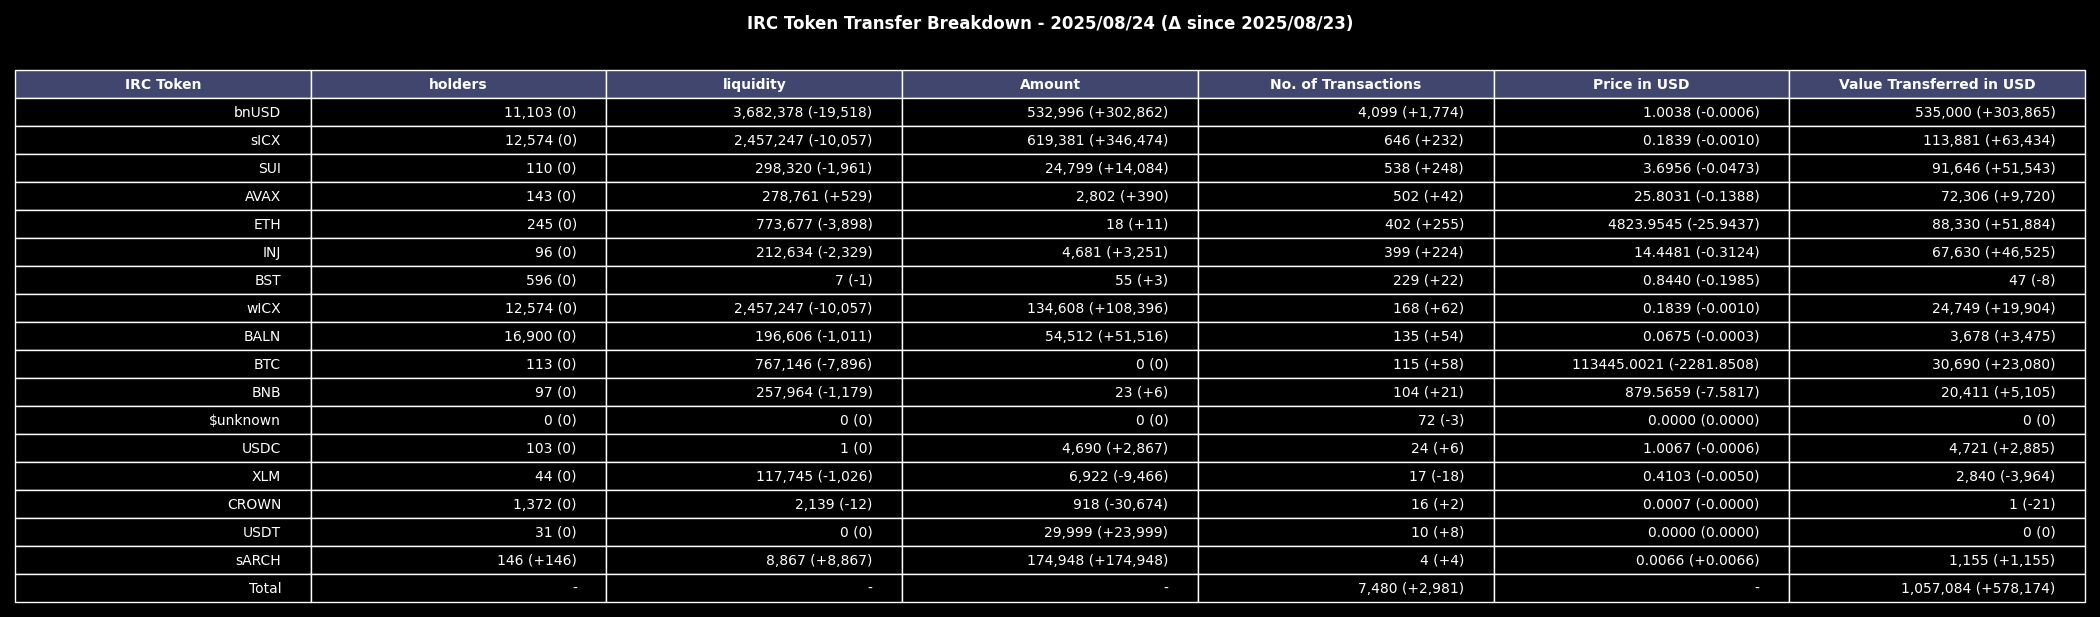 IRC Token Transfer Breakdown - 2025/08/24 (Δ since 2025/08/23)
IRC Token holders liquidity Amount No. of Transactions Price in USD Value Transferred in USD
bnUSD 11,103 (0) 3,682,378 (-19,518) 532,996 (+302,862) 4,099 (+1,774) 1.0038 (-0.0006) 535,000 (+303,865)
sICX 12,574 (0) 2,457,247 (-10,057) 619,381 (+346,474) 646 (+232) 0.1839 (-0.0010) 113,881 (+63,434)
SUI 110 (0) 298,320 (-1,961) 24,799 (+14,084) 538 (+248) 3.6956 (-0.0473) 91,646 (+51,543)
AVAX 143 (0) 278,761 (+529) 2,802 (+390) 502 (+42) 25.8031 (-0.1388) 72,306 (+9,720)
ETH 245 (0) 773,677 (-3,898) 18 (+11) 402 (+255) 4823.9545 (-25.9437) 88,330 (+51,884)
INJ 96 (0) 212,634 (-2,329) 4,681 (+3,251) 399 (+224) 14.4481 (-0.3124) 67,630 (+46,525)
BST 596 (0) 7 (-1) 55 (+3) 229 (+22) 0.8440 (-0.1985) 47 (-8)
wICX 12,574 (0) 2,457,247 (-10,057) 134,608 (+108,396) 168 (+62) 0.1839 (-0.0010) 24,749 (+19,904)
BALN 16,900 (0) 196,606 (-1,011) 54,512 (+51,516) 135 (+54) 0.0675 (-0.0003) 3,678 (+3,475)
BTC 113 (0) 767,146 (-7,896) 0 (0) 115 (+58) 113445.0021 (-2281.8508) 30,690 (+23,080)
BNB 97 (0) 257,964 (-1,179) 23 (+6) 104 (+21) 879.5659 (-7.5817) 20,411 (+5,105)
$unknown 0 (0) 0 (0) 0 (0) 72 (-3) 0.0000 (0.0000) 0 (0)
USDC 103 (0) 1 (0) 4,690 (+2,867) 24 (+6) 1.0067 (-0.0006) 4,721 (+2,885)
XLM 44 (0) 117,745 (-1,026) 6,922 (-9,466) 17 (-18) 0.4103 (-0.0050) 2,840 (-3,964)
CROWN 1,372 (0) 2,139 (-12) 918 (-30,674) 16 (+2) 0.0007 (-0.0000) 1 (-21)
USDT 31 (0) 0 (0) 29,999 (+23,999) 10 (+8) 0.0000 (0.0000) 0 (0)
sARCH 146 (+146) 8,867 (+8,867) 174,948 (+174,948) 4 (+4) 0.0066 (+0.0066) 1,155 (+1,155)
Total - - - 7,480 (+2,981) - 1,057,084 (+578,174)